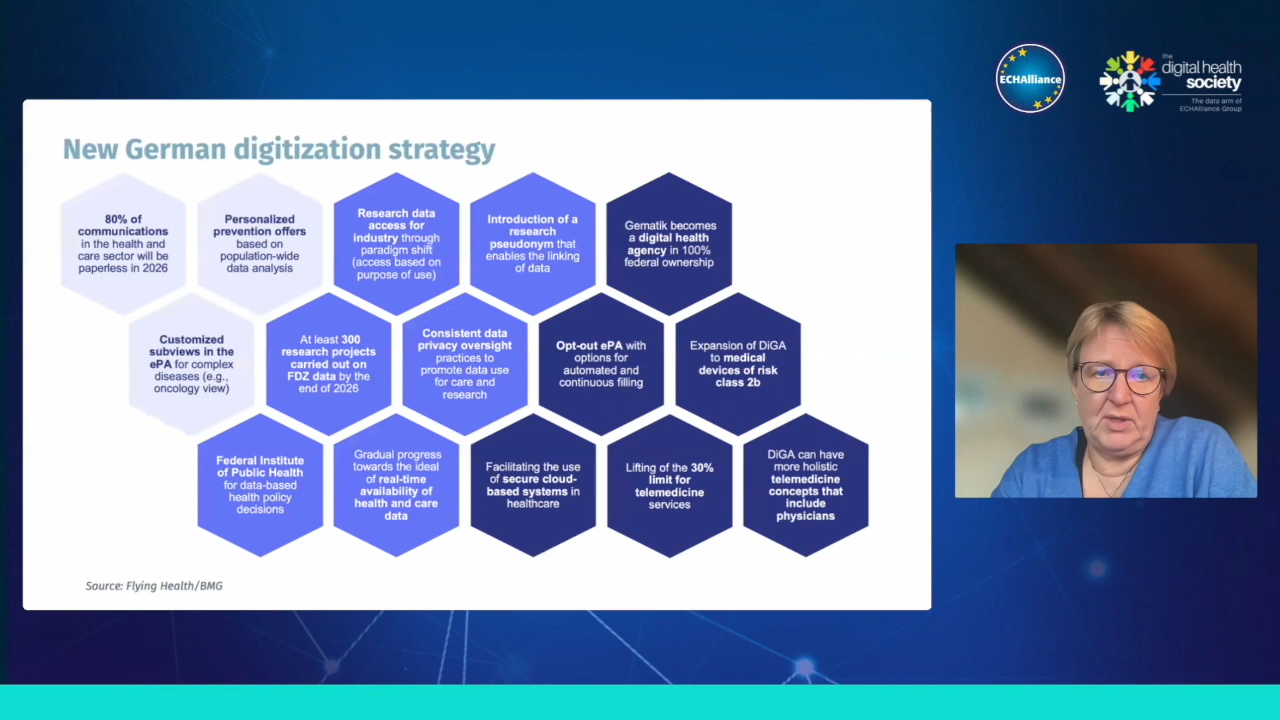 ECHAlliance
the
digital health
society
The data arm of
ECHAlliance Group
New German digitization strategy
80% of
communications
in the health and
care sector will be
paperless in 2026
Personalized
prevention offers
based on
population-wide
data analysis
Research data
access for
industry through
paradigm shift
(access based on
purpose of use)
Introduction of a
research
pseudonym that
enables the linking
of data
Gematik becomes
a digital health
agency in 100%
federal ownership
Customized
subviews in the
ePA for complex
diseases (e.g.,
oncology view)
At least 300
research projects
carried out on
FDZ data by the
end of 2026
Consistent data
privacy oversight
practices to
promote data use
for care and
research
Opt-out ePA with
options for
automated and
continuous filling
Expansion of DiGA
to medical
devices of risk
class 2b
Federal Institute
of Public Health
for data-based
health policy
decisions
Gradual progress
towards the ideal
of real-time
availability of
health and care
data
Facilitating the use
of secure cloud-
based systems in
healthcare
Lifting of the 30%
limit for
telemedicine
services
DiGA can have
more holistic
telemedicine
concepts that
include
physicians
Source: Flying Health/BMG